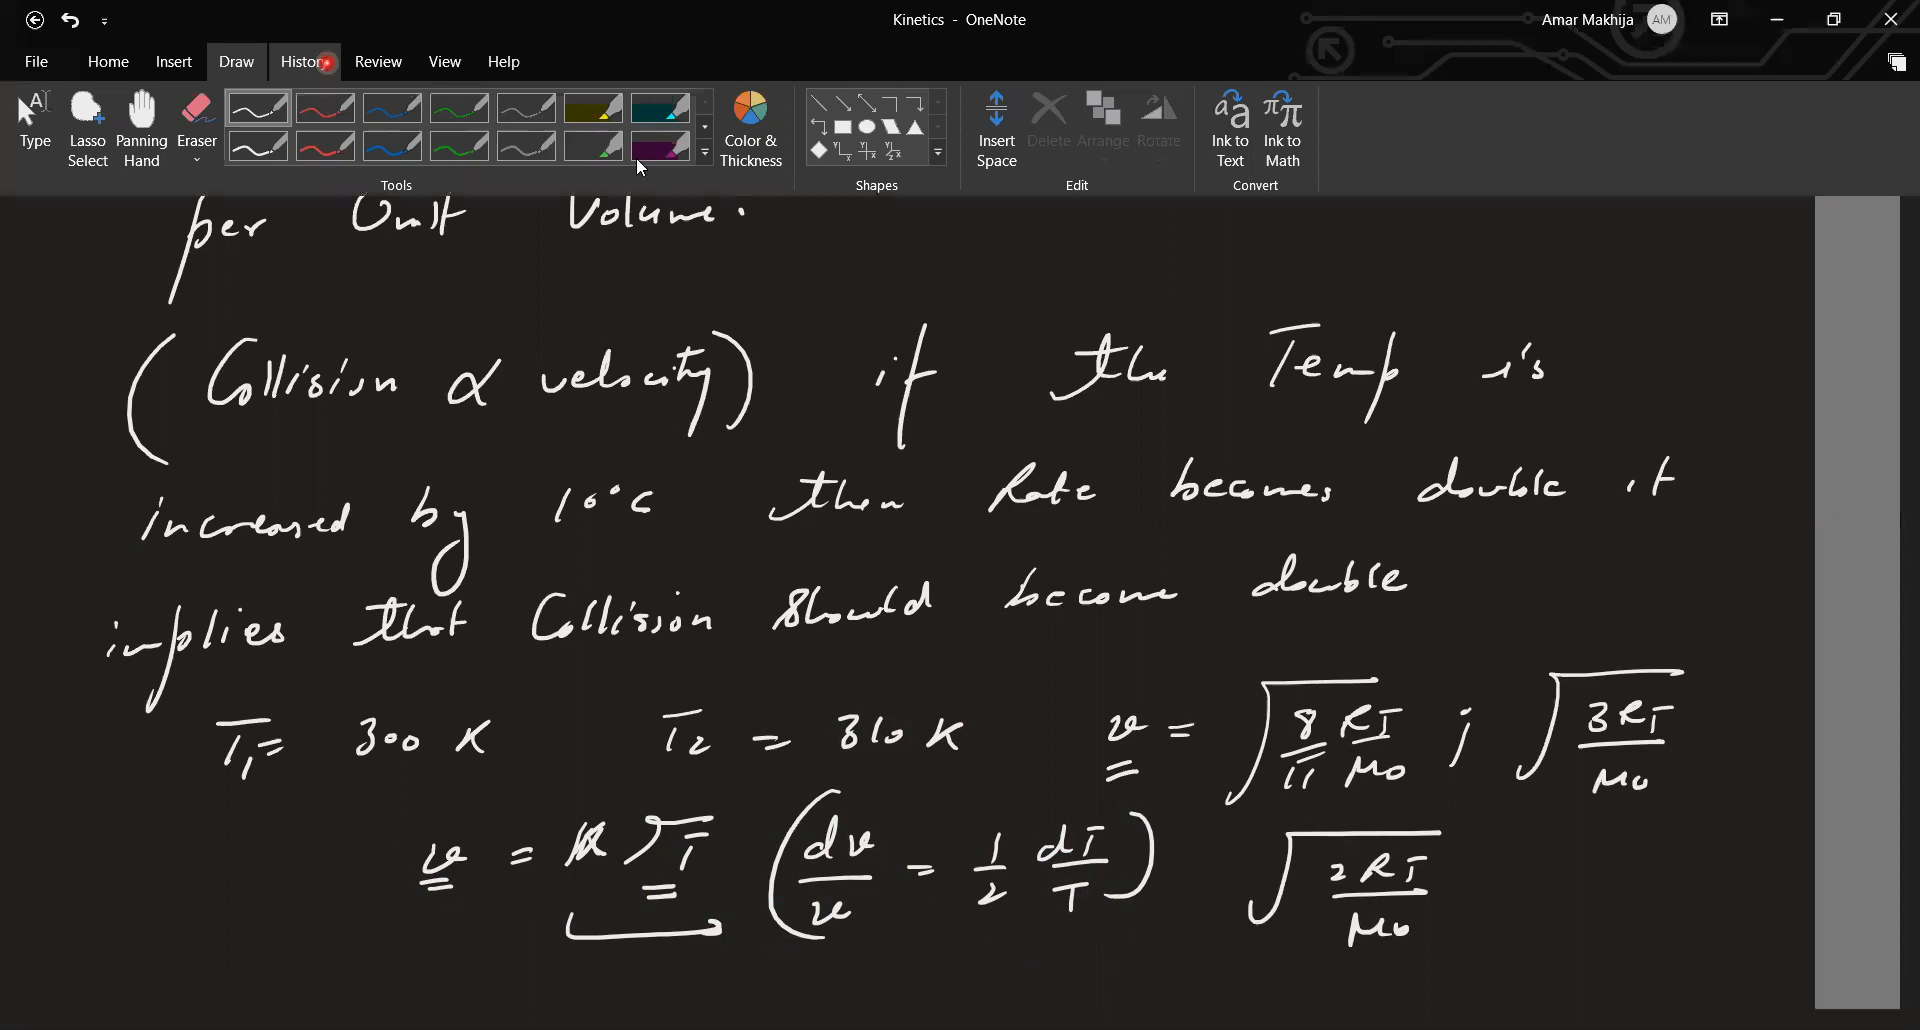 Kinetics - OneNote
Amar Makhija AM
File Home Insert Draw History Review View Help
Type Lasso Select Panning Hand Eraser Color & Thickness Insert Space Delete Arrange Rotate Ink to Text Ink to Math
Tools Shapes Edit Convert
per Unit Volume.
(Collision α velocity) if the Temp is
increased by 10°C then Rate becomes double it
implies that Collision should become double
T₁ = 300 K T₂ = 310 K v = √(8RT/πM₀) ; √(3RT/M₀)
v = K√T (dv/v = 1/2 dT/T) √(2RT/M₀)